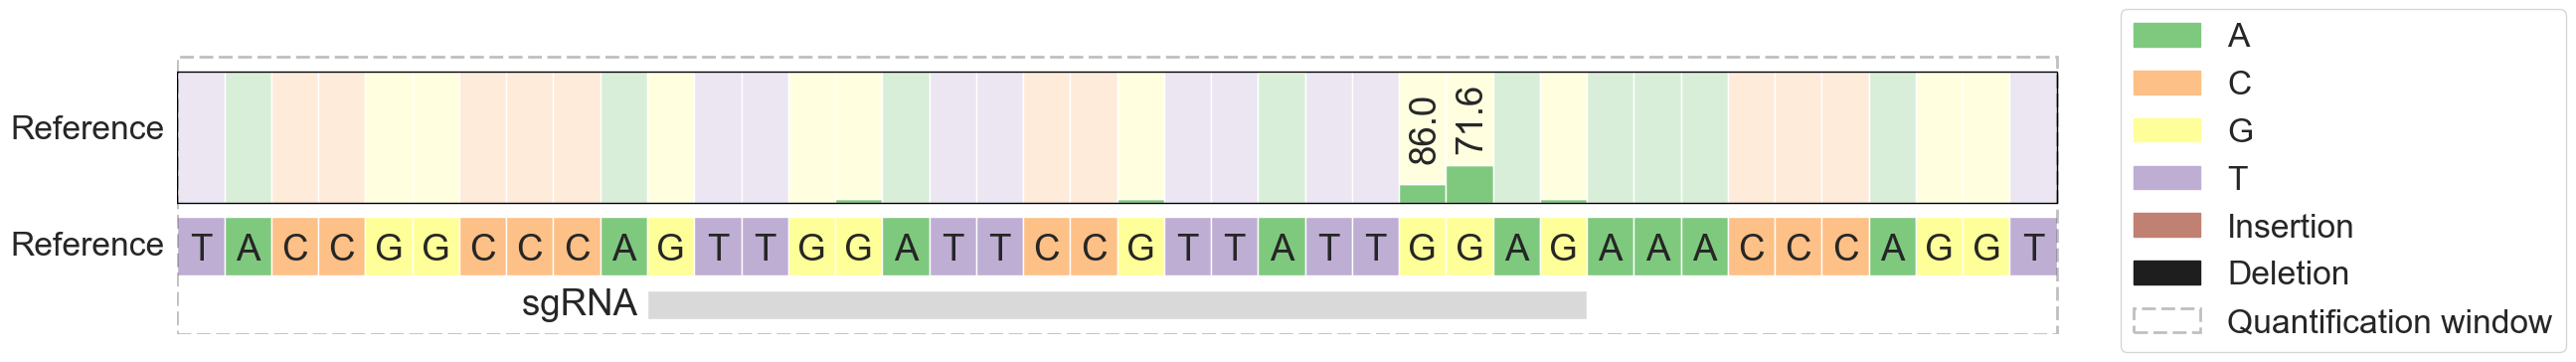 Reference
86.0
71.6
Reference T A C C G G C C C A G T T G G A T T C C G T T A T T G G A G A A A C C C A G G T
sgRNA
A
C
G
T
Insertion
Deletion
Quantification window